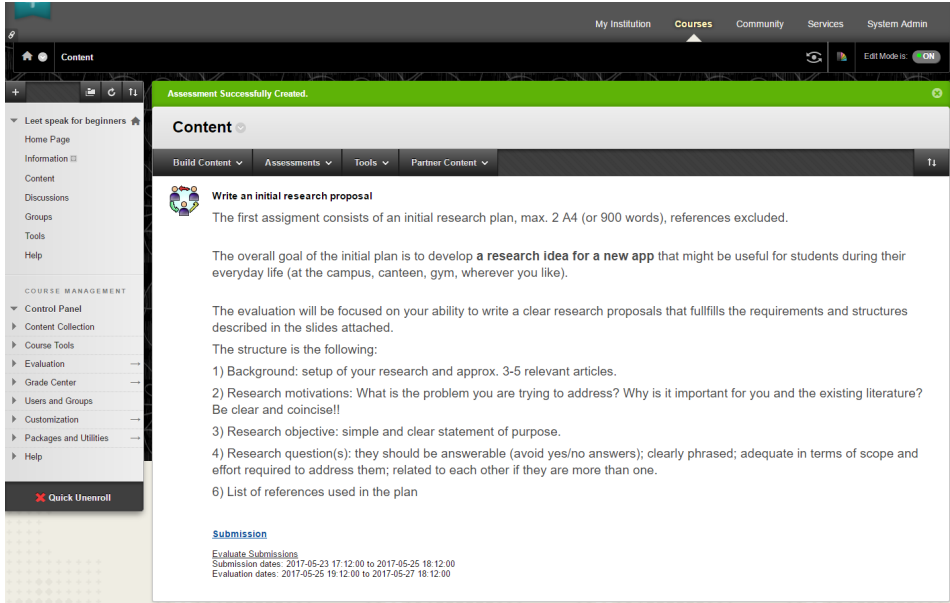 My Institution Courses Community Services System Admin
Content
Edit Mode is: ON
Assessment Successfully Created.
Leet speak for beginners
Home Page
Information
Content
Discussions
Groups
Tools
Help
COURSE MANAGEMENT
Control Panel
Content Collection
Course Tools
Evaluation
Grade Center
Users and Groups
Customization
Packages and Utilities
Help
Quick Unenroll
Content
Build Content Assessments Tools Partner Content
Write an initial research proposal
The first assigment consists of an initial research plan, max. 2 A4 (or 900 words), references excluded.
The overall goal of the initial plan is to develop a research idea for a new app that might be useful for students during their
everyday life (at the campus, canteen, gym, wherever you like).
The evaluation will be focused on your ability to write a clear research proposals that fullfills the requirements and structures
described in the slides attached.
The structure is the following:
1) Background: setup of your research and approx. 3-5 relevant articles.
2) Research motivations: What is the problem you are trying to address? Why is it important for you and the existing literature?
Be clear and coincise!!
3) Research objective: simple and clear statement of purpose.
4) Research question(s): they should be answerable (avoid yes/no answers); clearly phrased; adequate in terms of scope and
effort required to address them; related to each other if they are more than one.
6) List of references used in the plan
Submission
Evaluate Submissions
Submission dates: 2017-05-23 17:12:00 to 2017-05-25 18:12:00
Evaluation dates: 2017-05-25 19:12:00 to 2017-05-27 18:12:00